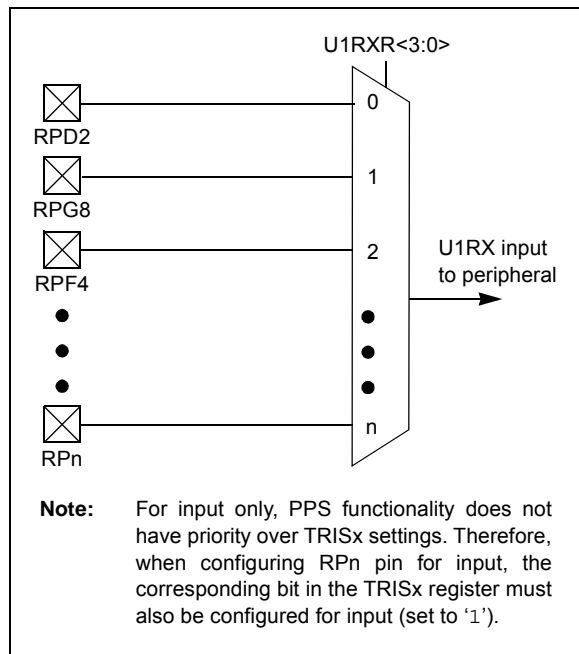 U1RXR<3:0>
RPD2
0
RPG8
1
RPF4
2
U1RX input
to peripheral
RPn
n
Note: For input only, PPS functionality does not
have priority over TRISx settings. Therefore,
when configuring RPn pin for input, the
corresponding bit in the TRISx register must
also be configured for input (set to ‘1’).